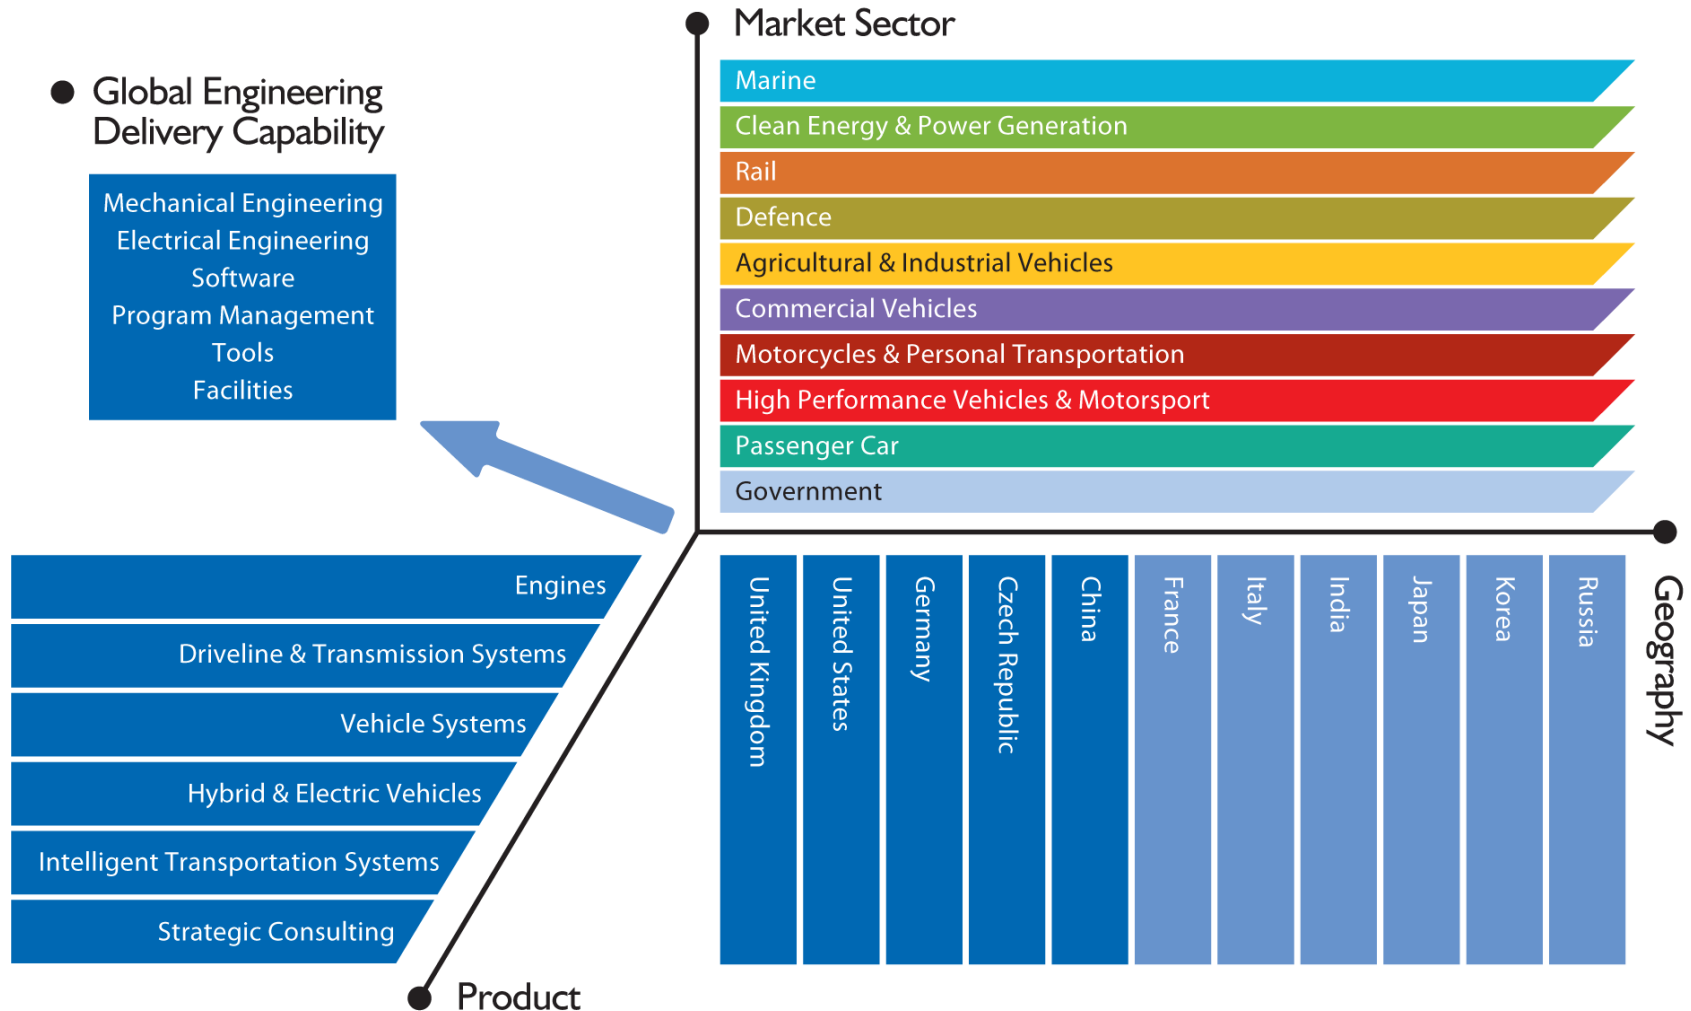 Market Sector
Marine
Clean Energy & Power Generation
Rail
Defence
Agricultural & Industrial Vehicles
Commercial Vehicles
Motorcycles & Personal Transportation
High Performance Vehicles & Motorsport
Passenger Car
Government
Global Engineering
Delivery Capability
Mechanical Engineering
Electrical Engineering
Software
Program Management
Tools
Facilities
Engines
Driveline & Transmission Systems
Vehicle Systems
Hybrid & Electric Vehicles
Intelligent Transportation Systems
Strategic Consulting
Product
United Kingdom
United States
Germany
Czech Republic
China
France
Italy
India
Japan
Korea
Russia
Geography